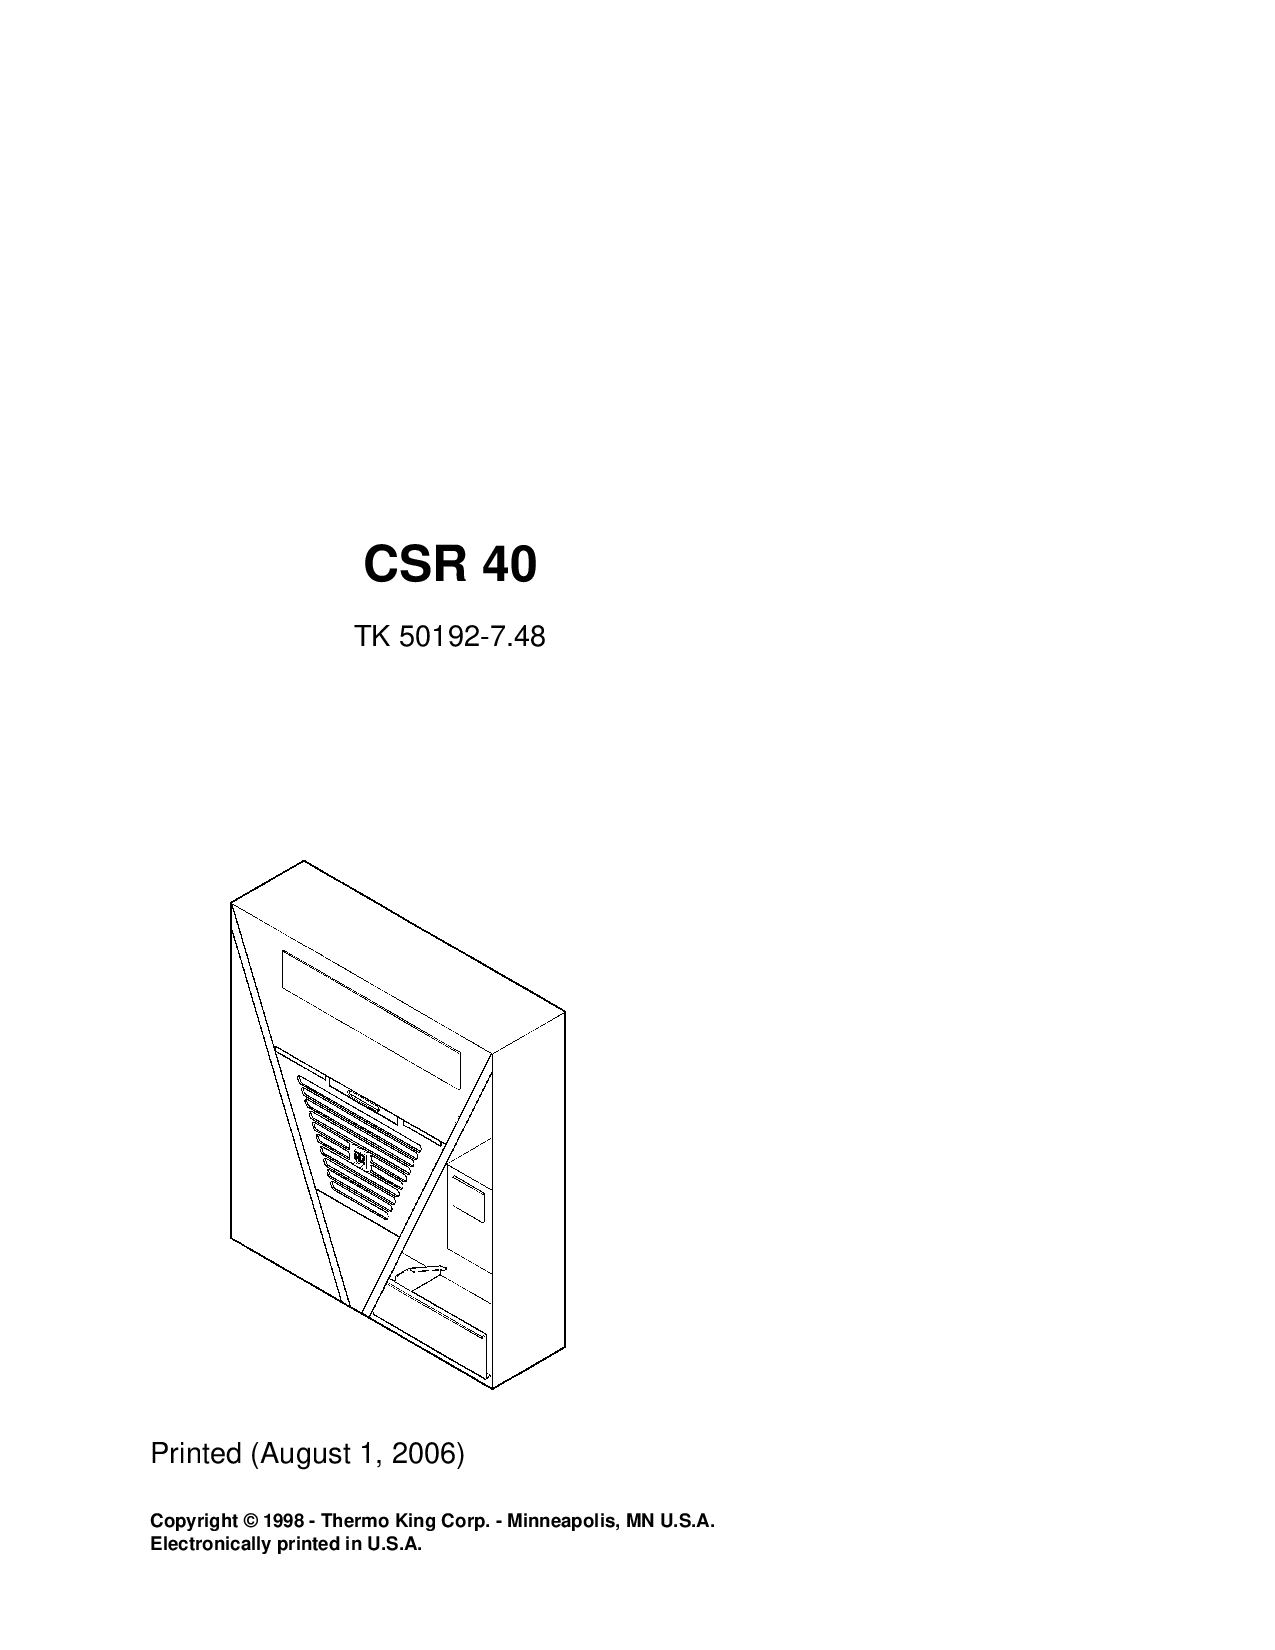 CSR 40
TK 50192-7.48
Printed (August 1, 2006)
Copyright © 1998 - Thermo King Corp. - Minneapolis, MN U.S.A.
Electronically printed in U.S.A.